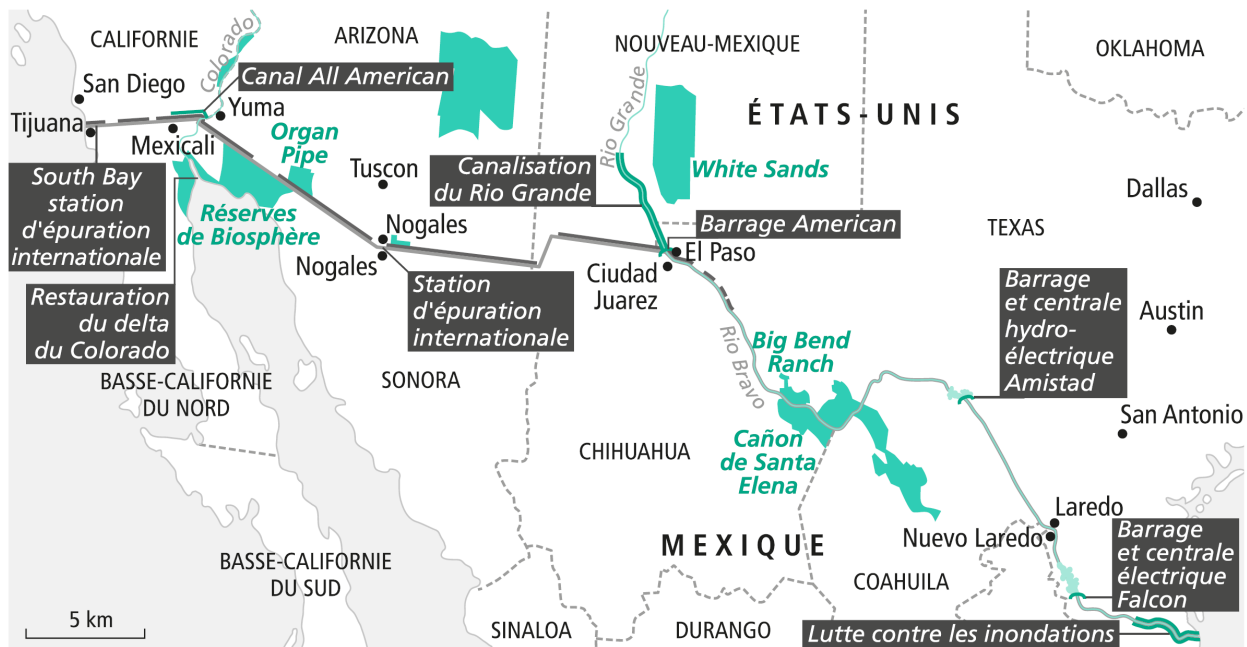 CALIFORNIE
ARIZONA
NOUVEAU-MEXIQUE
OKLAHOMA
Colorado
San Diego
Canal All American
Tijuana
Yuma
Mexicali
Organ
Pipe
Rio Grande
ÉTATS-UNIS
South Bay
station
d'épuration
internationale
Tuscon
Canalisation
du Rio Grande
White Sands
Dallas
Réserves
de Biosphère
Nogales
Nogales
Barrage American
TEXAS
El Paso
Ciudad
Juarez
Restauration
du delta
du Colorado
Station
d'épuration
internationale
Barrage
et centrale
hydro-
électrique
Amistad
Austin
Rio Bravo
Big Bend
Ranch
BASSE-CALIFORNIE
DU NORD
SONORA
San Antonio
CHIHUAHUA
Cañon
de Santa
Elena
Laredo
Nuevo Laredo
MEXIQUE
Barrage
et centrale
électrique
Falcon
BASSE-CALIFORNIE
DU SUD
COAHUILA
5 km
SINALOA
DURANGO
Lutte contre les inondations